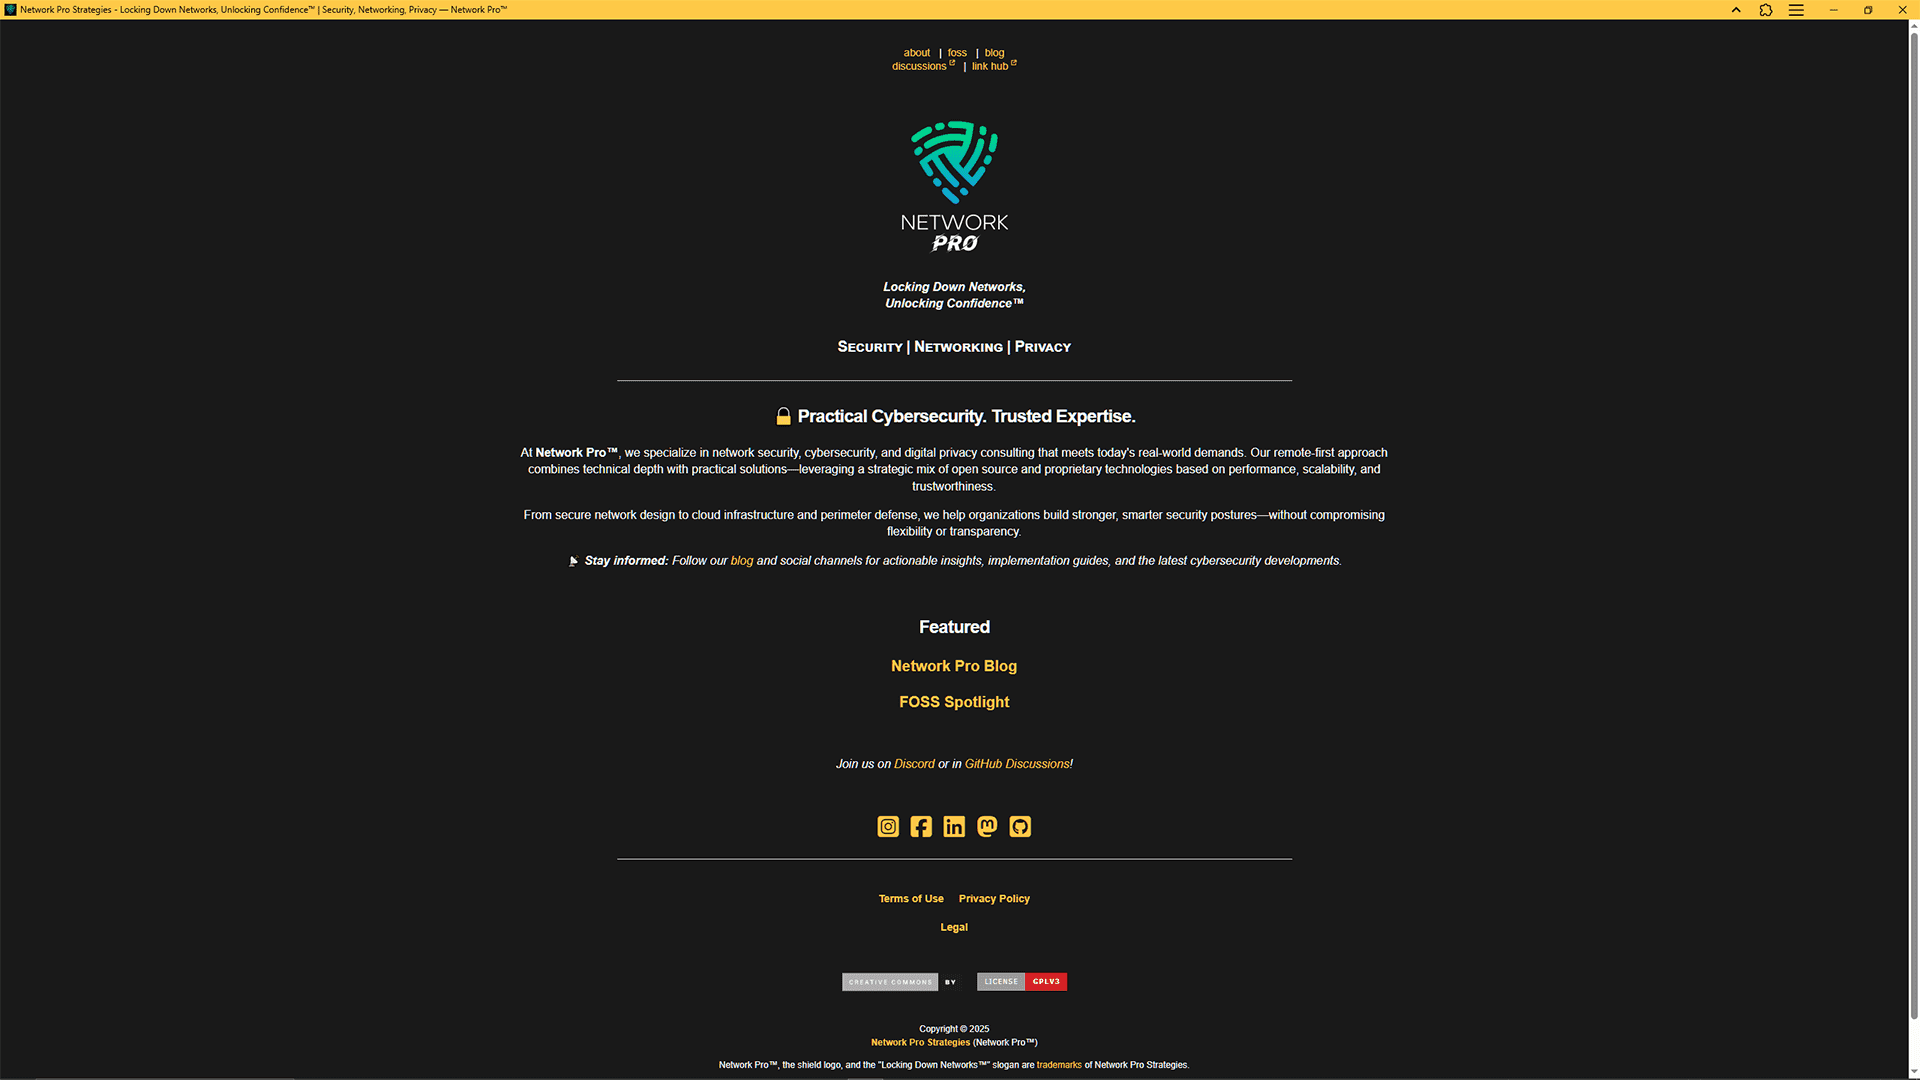 Network Pro Strategies - Locking Down Networks, Unlocking Confidence™ | Security, Networking, Privacy — Network Pro™
about | foss | blog
discussions | link hub
NETWORK
PRO
Locking Down Networks,
Unlocking Confidence™
Security | Networking | Privacy
Practical Cybersecurity. Trusted Expertise.
At Network Pro™, we specialize in network security, cybersecurity, and digital privacy consulting that meets today's real-world demands. Our remote-first approach
combines technical depth with practical solutions—leveraging a strategic mix of open source and proprietary technologies based on performance, scalability, and
trustworthiness.
From secure network design to cloud infrastructure and perimeter defense, we help organizations build stronger, smarter security postures—without compromising
flexibility or transparency.
Stay informed: Follow our blog and social channels for actionable insights, implementation guides, and the latest cybersecurity developments.
Featured
Network Pro Blog
FOSS Spotlight
Join us on Discord or in GitHub Discussions!
Terms of Use Privacy Policy
Legal
CREATIVE COMMONS BY LICENSE GPLV3
Copyright © 2025
Network Pro Strategies (Network Pro™)
Network Pro™, the shield logo, and the "Locking Down Networks™" slogan are trademarks of Network Pro Strategies.